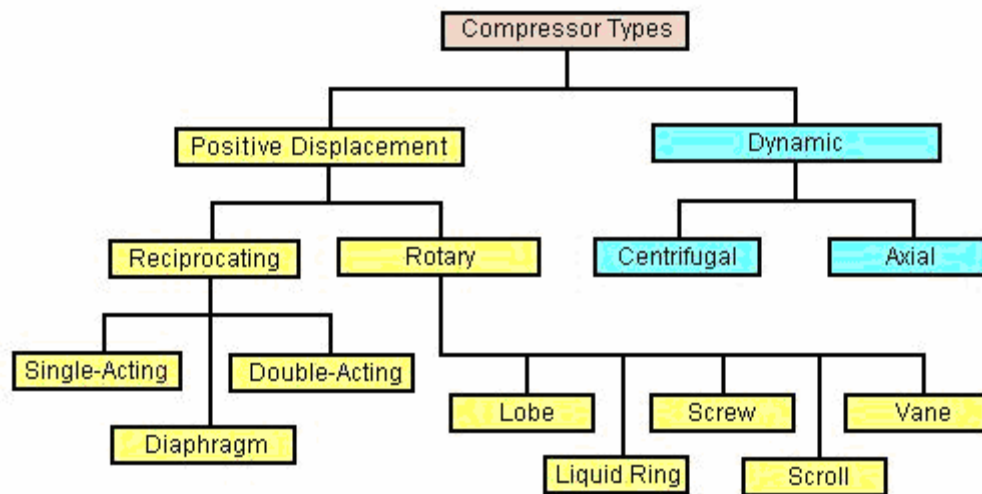 Compressor Types
Positive Displacement
Dynamic
Reciprocating
Rotary
Centrifugal
Axial
Single-Acting
Double-Acting
Diaphragm
Lobe
Screw
Vane
Liquid Ring
Scroll